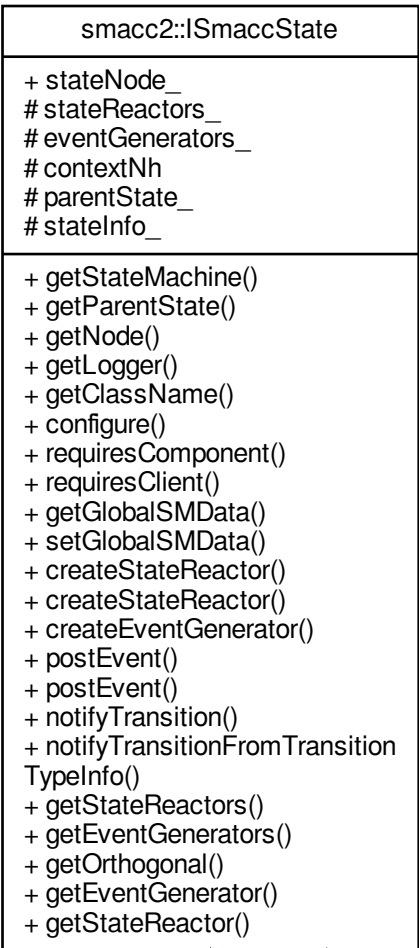 smacc2::ISmaccState
+ stateNode_
# stateReactors_
# eventGenerators_
# contextNh
# parentState_
# stateInfo_
+ getStateMachine()
+ getParentState()
+ getNode()
+ getLogger()
+ getClassName()
+ configure()
+ requiresComponent()
+ requiresClient()
+ getGlobalSMData()
+ setGlobalSMData()
+ createStateReactor()
+ createStateReactor()
+ createEventGenerator()
+ postEvent()
+ postEvent()
+ notifyTransition()
+ notifyTransitionFromTransition
TypeInfo()
+ getStateReactors()
+ getEventGenerators()
+ getOrthogonal()
+ getEventGenerator()
+ getStateReactor()